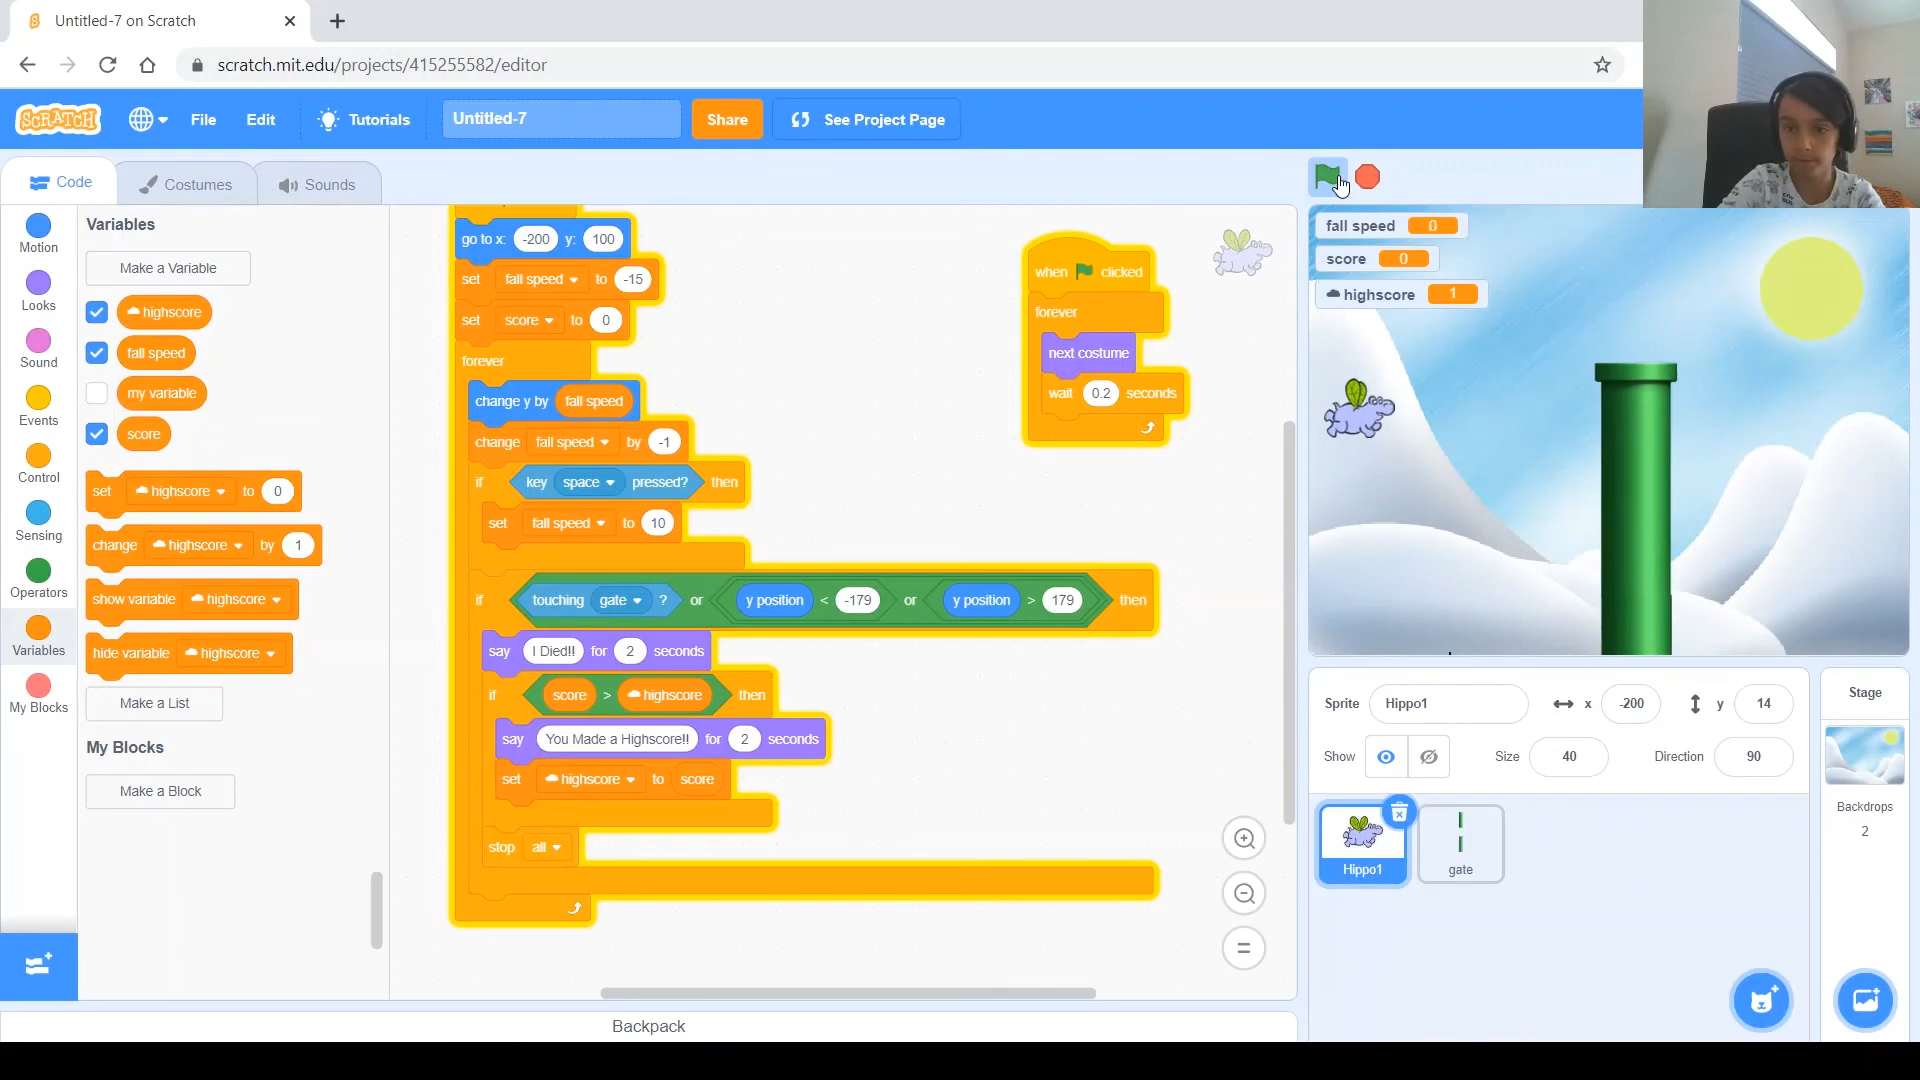 Untitled-7 on Scratch
scratch.mit.edu/projects/415255582/editor
SCRATCH
File
Edit
Tutorials
Untitled-7
Share
See Project Page
Code
Costumes
Sounds
Motion
Looks
Sound
Events
Control
Sensing
Operators
Variables
My Blocks
Variables
Make a Variable
highscore
fall speed
my variable
score
set highscore to 0
change highscore by 1
show variable highscore
hide variable highscore
Make a List
My Blocks
Make a Block
go to x: -200 y: 100
set fall speed to -15
set score to 0
forever
change y by fall speed
change fall speed by -1
if key space pressed? then
set fall speed to 10
if touching gate ? or y position < -179 or y position > 179 then
say I Died!! for 2 seconds
if score > highscore then
say You Made a Highscore!! for 2 seconds
set highscore to score
stop all
when clicked
forever
next costume
wait 0.2 seconds
Backpack
fall speed 0
score 0
highscore 1
Sprite Hippo1 x -200 y 14
Show Size 40 Direction 90
Hippo1
gate
Stage
Backdrops
2